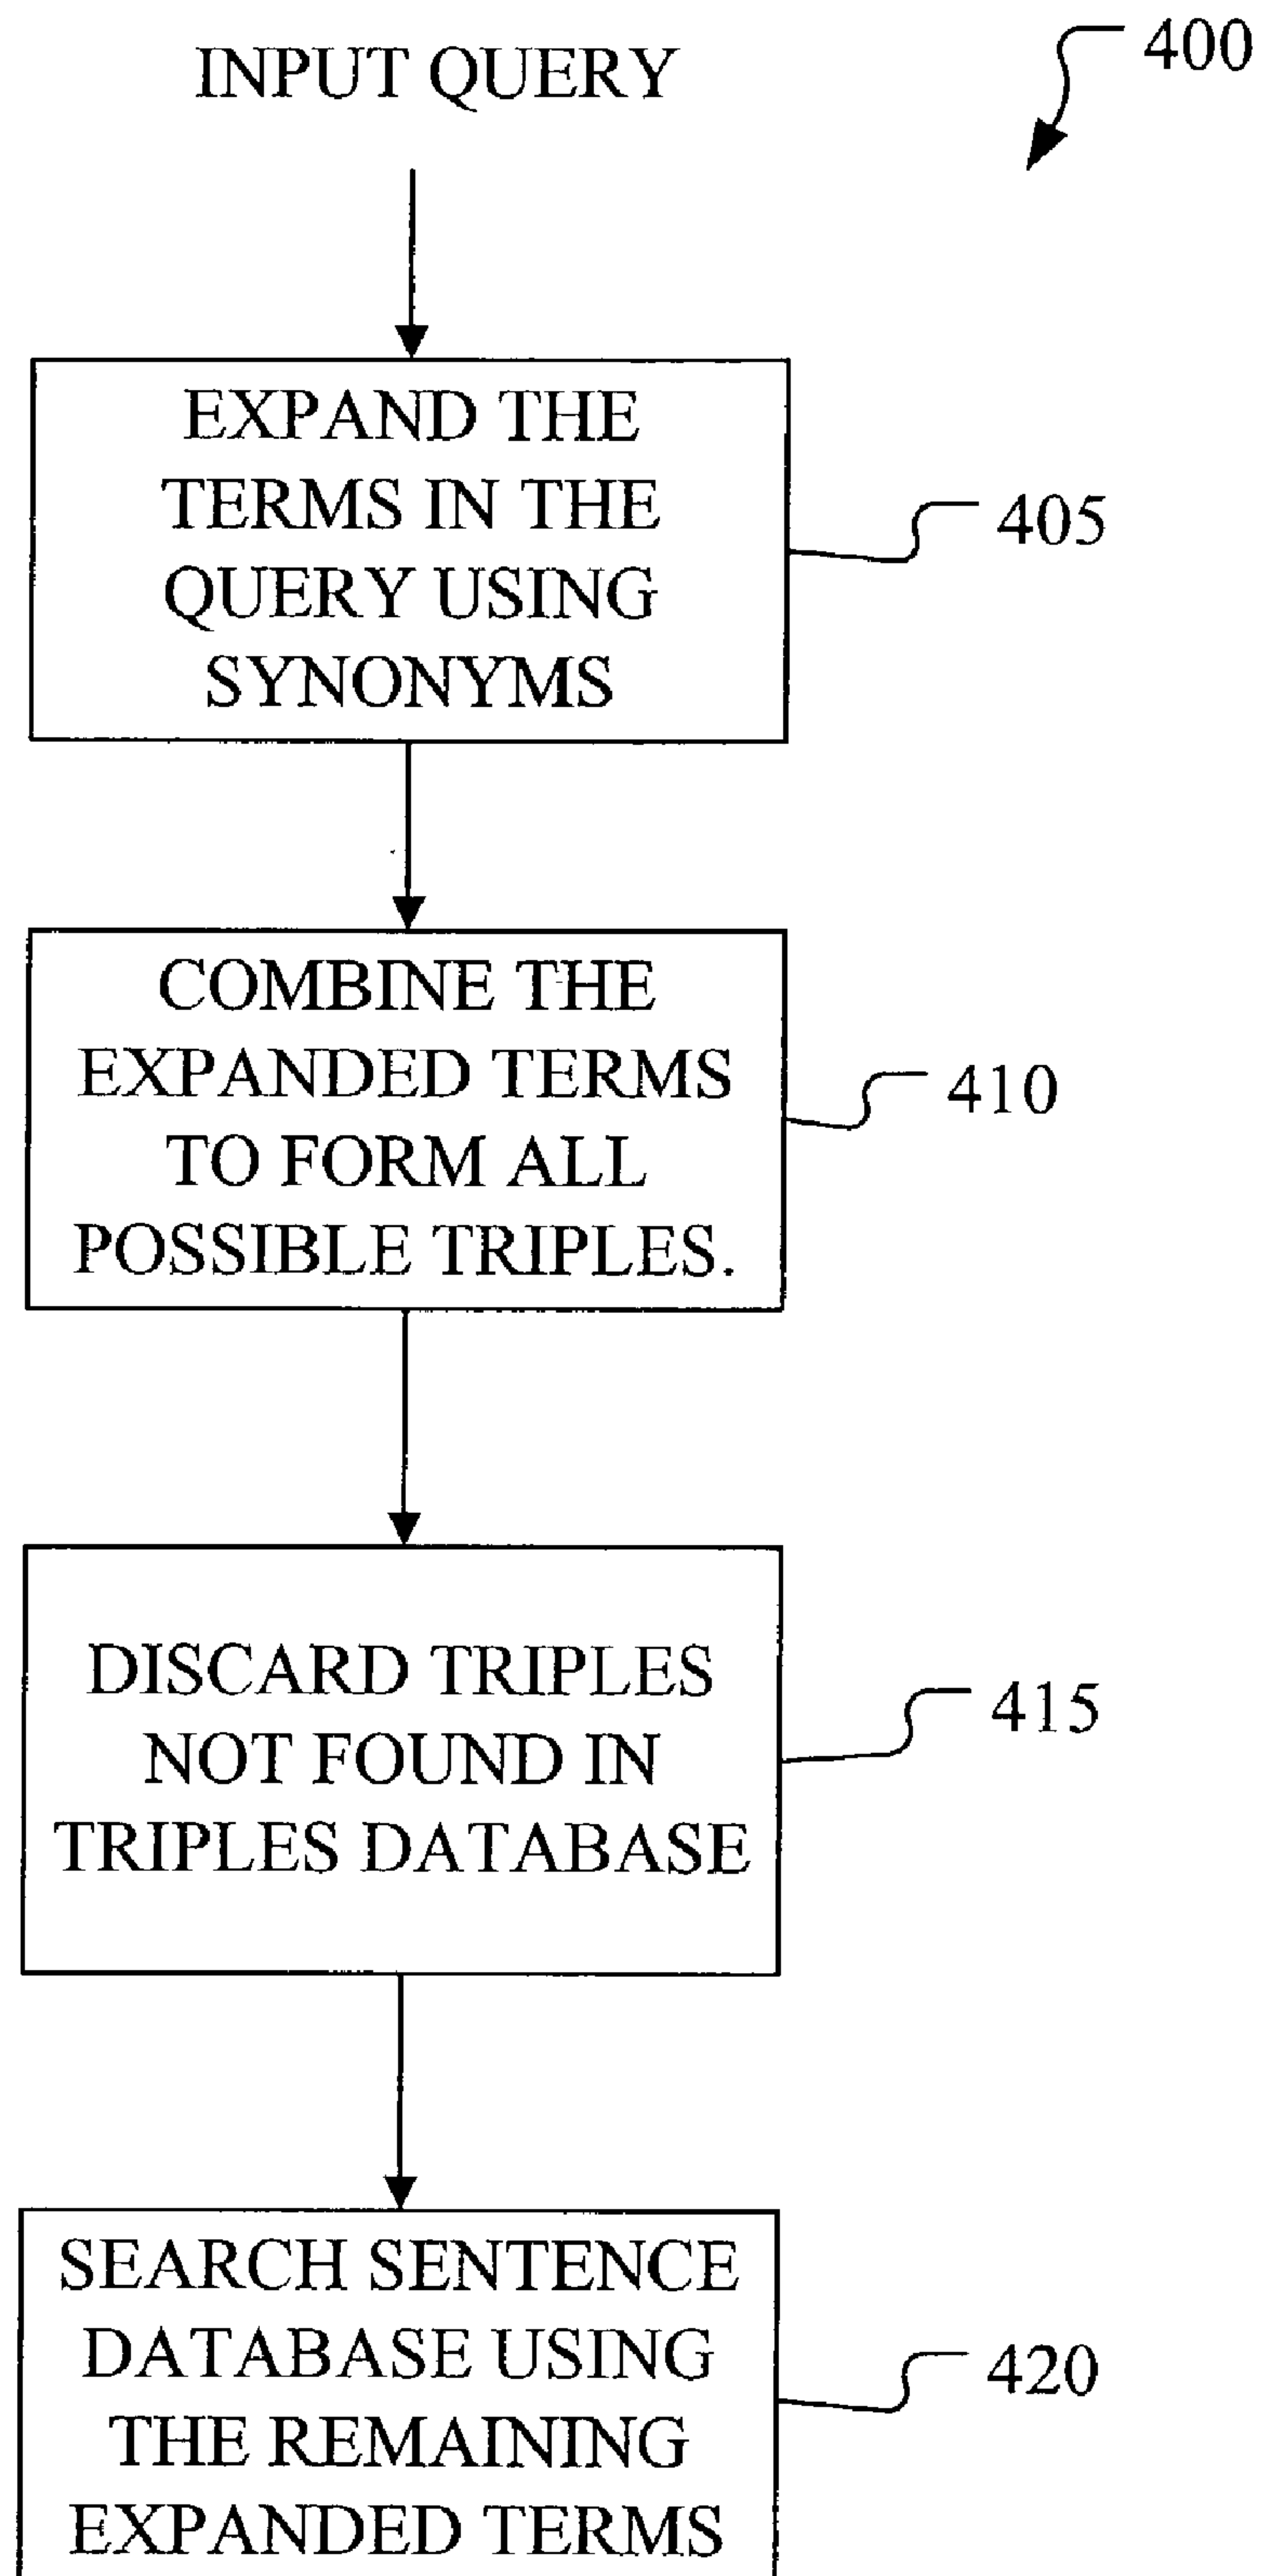 INPUT QUERY
400
EXPAND THE
TERMS IN THE
QUERY USING
SYNONYMS
405
COMBINE THE
EXPANDED TERMS
TO FORM ALL
POSSIBLE TRIPLES.
410
DISCARD TRIPLES
NOT FOUND IN
TRIPLES DATABASE
415
SEARCH SENTENCE
DATABASE USING
THE REMAINING
EXPANDED TERMS
420